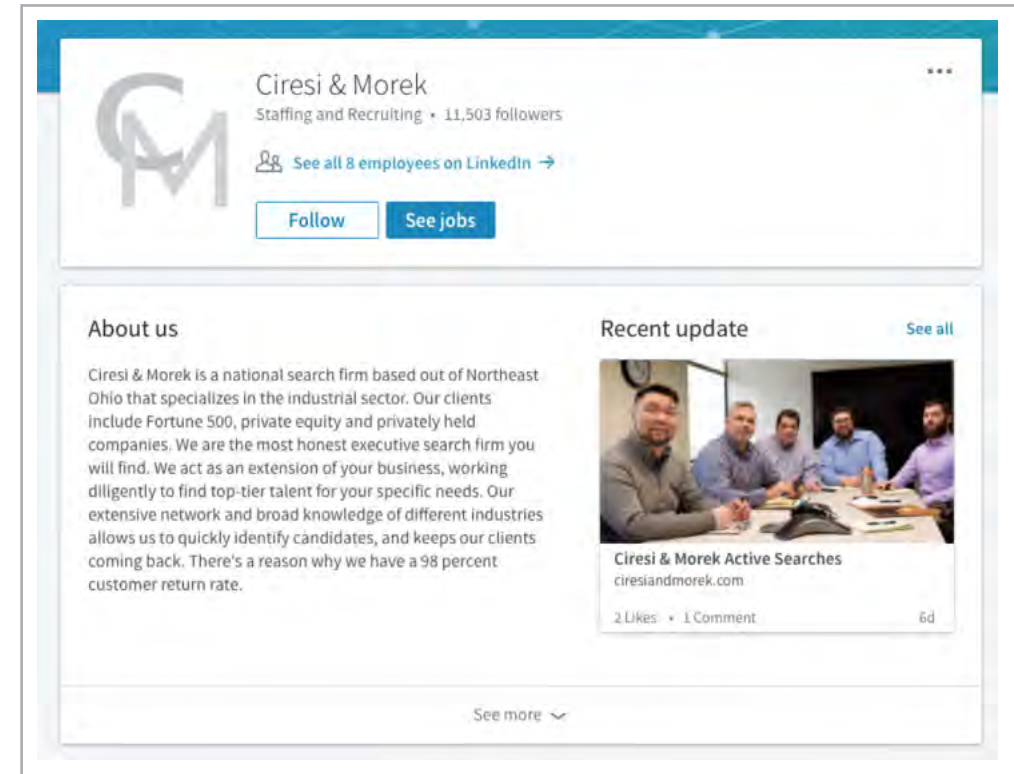 CM
Ciresi & Morek
Staffing and Recruiting • 11,503 followers
See all 8 employees on LinkedIn →
Follow
See jobs
About us
Ciresi & Morek is a national search firm based out of Northeast
Ohio that specializes in the industrial sector. Our clients
include Fortune 500, private equity and privately held
companies. We are the most honest executive search firm you
will find. We act as an extension of your business, working
diligently to find top-tier talent for your specific needs. Our
extensive network and broad knowledge of different industries
allows us to quickly identify candidates, and keeps our clients
coming back. There's a reason why we have a 98 percent
customer return rate.
Recent update
See all
Ciresi & Morek Active Searches
ciresiandmorek.com
2 Likes • 1 Comment
6d
See more